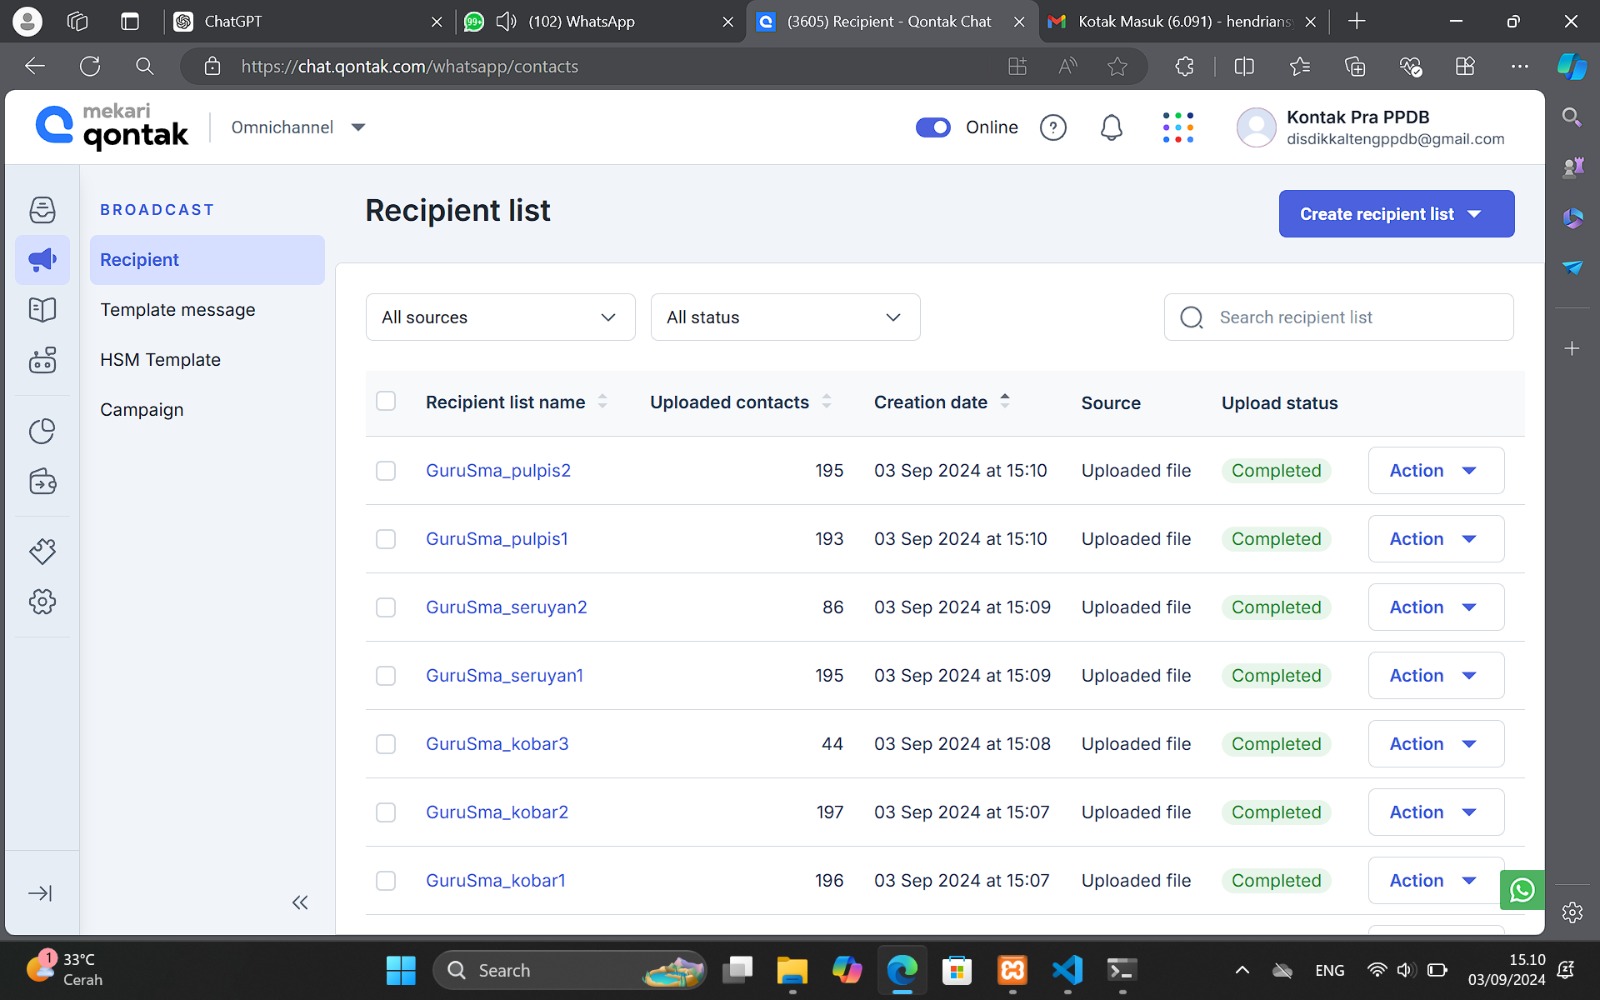 ChatGPT
99+
(102) WhatsApp
(3605) Recipient - Qontak Chat
Kotak Masuk (6.091) - hendrians
https://chat.qontak.com/whatsapp/contacts
mekari
qontak
Omnichannel
Online
Kontak Pra PPDB
disdikkaltengppdb@gmail.com
BROADCAST
Recipient
Template message
HSM Template
Campaign
Recipient list
Create recipient list
All sources
All status
Search recipient list
Recipient list name Uploaded contacts Creation date Source Upload status
GuruSma_pulpis2 195 03 Sep 2024 at 15:10 Uploaded file Completed Action
GuruSma_pulpis1 193 03 Sep 2024 at 15:10 Uploaded file Completed Action
GuruSma_seruyan2 86 03 Sep 2024 at 15:09 Uploaded file Completed Action
GuruSma_seruyan1 195 03 Sep 2024 at 15:09 Uploaded file Completed Action
GuruSma_kobar3 44 03 Sep 2024 at 15:08 Uploaded file Completed Action
GuruSma_kobar2 197 03 Sep 2024 at 15:07 Uploaded file Completed Action
GuruSma_kobar1 196 03 Sep 2024 at 15:07 Uploaded file Completed Action
1
33°C
Cerah
Search
ENG
15.10
03/09/2024